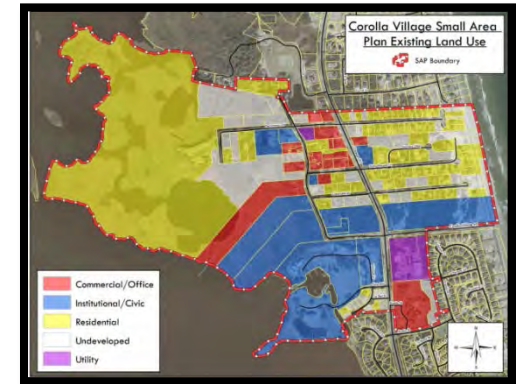 Corolla Village Small Area
Plan Existing Land Use
SAP Boundary
Commercial/Office
Institutional/Civic
Residential
Undeveloped
Utility